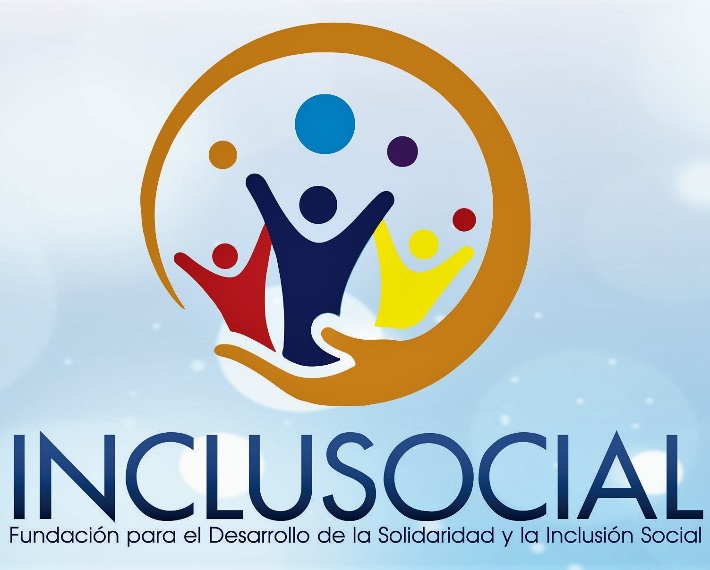 INCLUSOCIAL
Fundación para el Desarrollo de la Solidaridad y la Inclusión Social